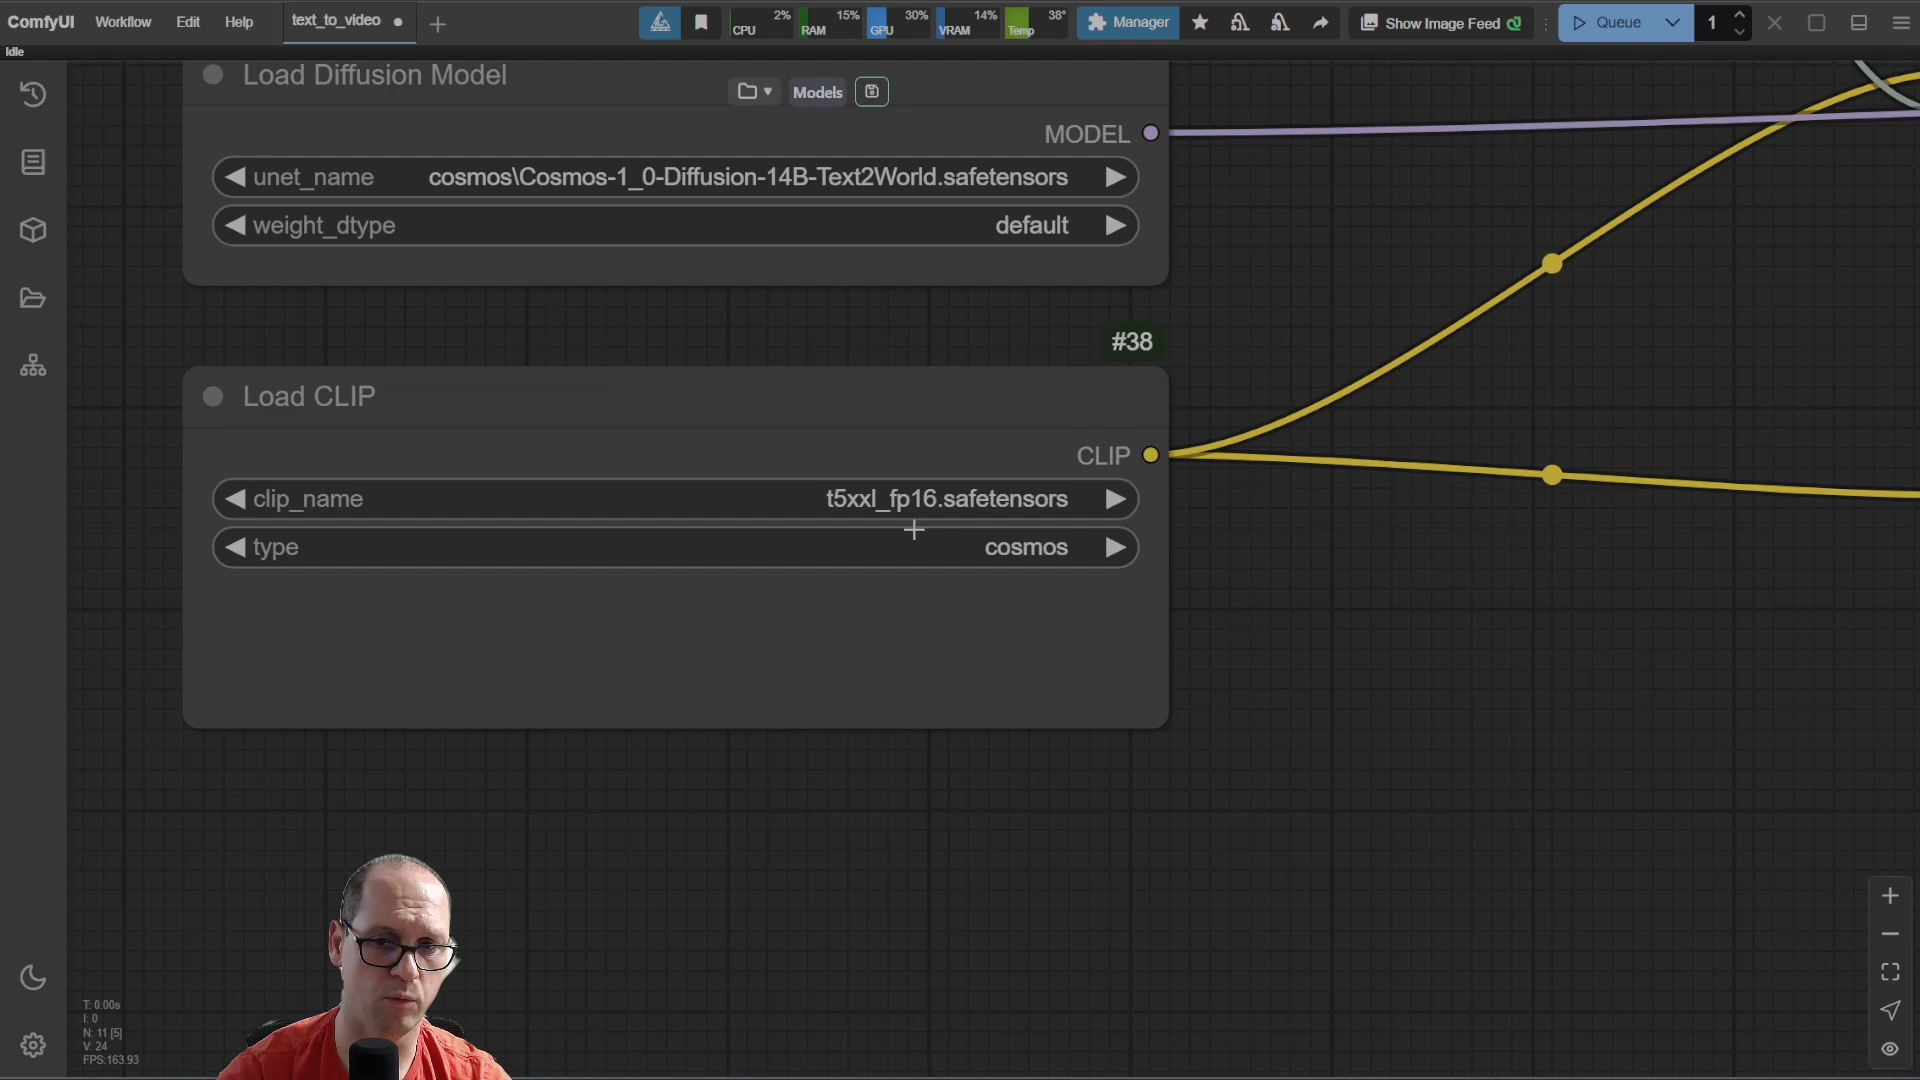 ComfyUI Workflow Edit Help text_to_video
CPU 2% RAM 15% GPU 30% VRAM 14% Temp 38° Manager Show Image Feed Queue 1
Idle
Load Diffusion Model
Models
MODEL
unet_name cosmos\Cosmos-1_0-Diffusion-14B-Text2World.safetensors
weight_dtype default
#38
Load CLIP
CLIP
clip_name t5xxl_fp16.safetensors
type cosmos
T: 0.00s
I: 0
N: 11 [5]
V: 24
FPS:163.93